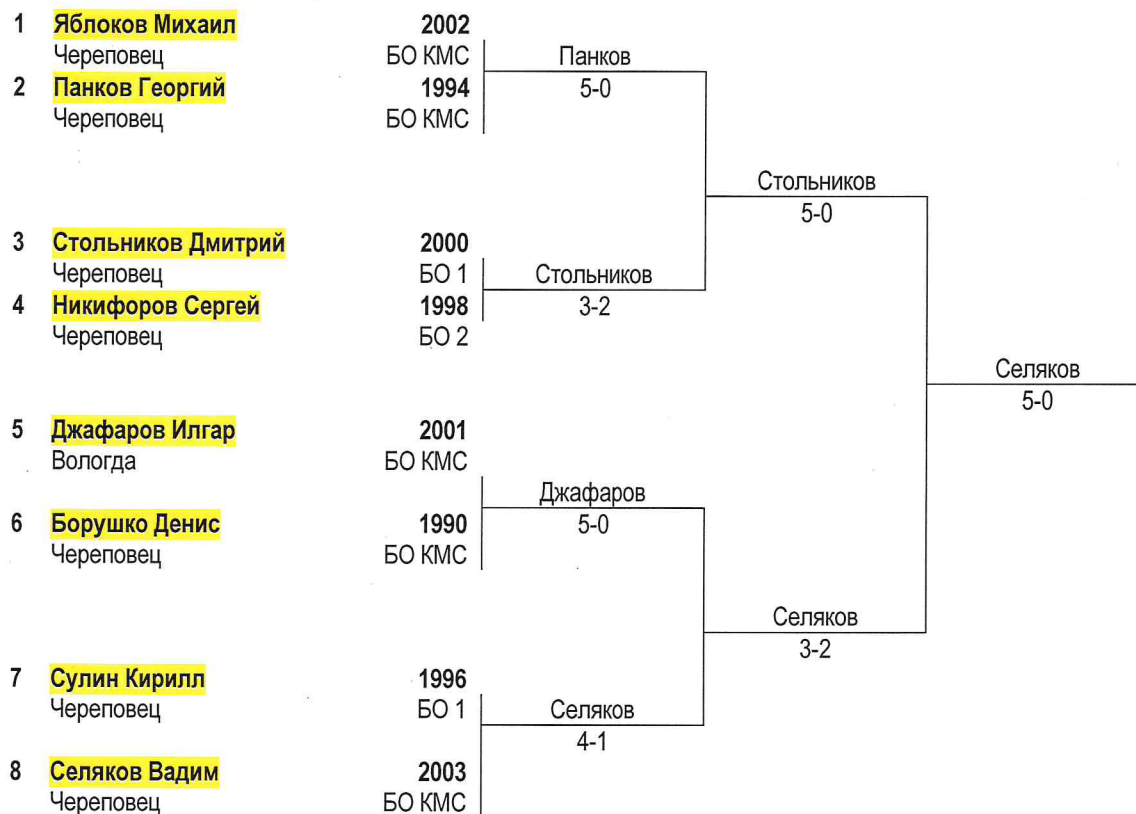 1 Яблоков Михаил 2002
Череповец БО КМС Панков
2 Панков Георгий 1994 5-0
Череповец БО КМС
Стольников
5-0
3 Стольников Дмитрий 2000
Череповец БО 1 Стольников
4 Никифоров Сергей 1998 3-2
Череповец БО 2
Селяков
5-0
5 Джафаров Илгар 2001
Вологда БО КМС
Джафаров
6 Борушко Денис 1990 5-0
Череповец БО КМС
Селяков
3-2
7 Сулин Кирилл 1996
Череповец БО 1 Селяков
4-1
8 Селяков Вадим 2003
Череповец БО КМС